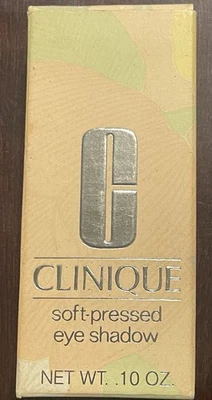 C
CLINIQUE
soft-pressed
eye shadow
NET WT. .10 OZ.